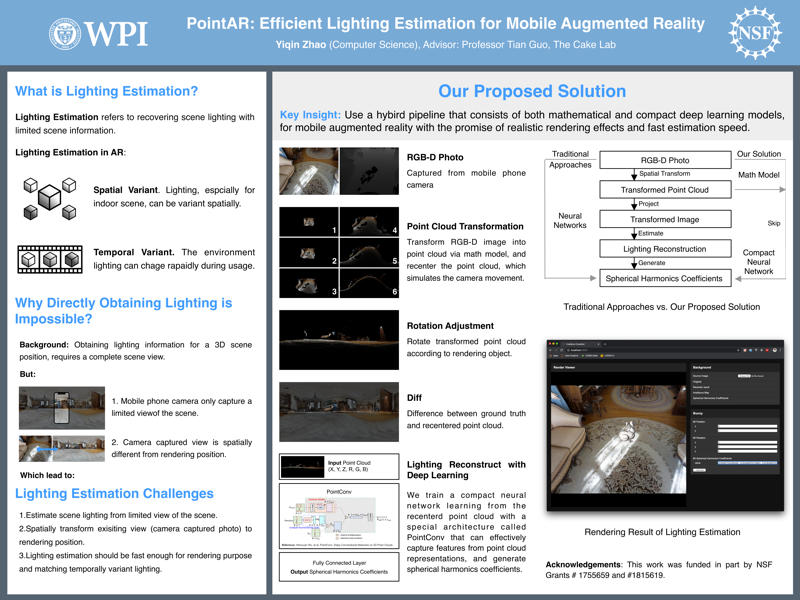 WPI
PointAR: Efficient Lighting Estimation for Mobile Augmented Reality
Yiqin Zhao (Computer Science), Advisor: Professor Tian Guo, The Cake Lab
NSF
What is Lighting Estimation?
Lighting Estimation refers to recovering scene lighting with
limited scene information.
Lighting Estimation in AR:
Spatial Variant. Lighting, espcially for
indoor scene, can be variant spatially.
Temporal Variant. The environment
lighting can chage rapaidly during usage.
Why Directly Obtaining Lighting is
Impossible?
Background: Obtaining lighting information for a 3D scene
position, requires a complete scene view.
But:
1. Mobile phone camera only capture a
limited viewof the scene.
2. Camera captured view is spatially
different from rendering position.
Which lead to:
Lighting Estimation Challenges
1.Estimate scene lighting from limited view of the scene.
2.Spatially transform exisiting view (camera captured photo) to
rendering position.
3.Lighting estimation should be fast enough for rendering purpose
and matching temporally variant lighting.
Our Proposed Solution
Key Insight: Use a hybird pipeline that consists of both mathematical and compact deep learning models,
for mobile augmented reality with the promise of realistic rendering effects and fast estimation speed.
RGB-D Photo
Captured from mobile phone
camera
1
4
2
5
3
6
Point Cloud Transformation
Transform RGB-D image into
point cloud via math model, and
recenter the point cloud, which
simulates the camera movement.
Rotation Adjustment
Rotate transformed point cloud
according to rendering object.
Diff
Difference between ground truth
and recentered point cloud.
Input Point Cloud
(X, Y, Z, R, G, B)
PointConv
Fully Connected Layer
Output Spherical Harmonics Coefficients
Lighting Reconstruct with
Deep Learning
We train a compact neural
network learning from the
recenterd point cloud with a
special architecture called
PointConv that can effectively
capture features from point cloud
representations, and generate
spherical harmonics coefficients.
Traditional
Approaches
Our Solution
RGB-D Photo
Spatial Transform
Math Model
Transformed Point Cloud
Project
Neural
Networks
Transformed Image
Skip
Estimate
Lighting Reconstruction
Generate
Compact
Neural
Network
Spherical Harmonics Coefficients
Traditional Approaches vs. Our Proposed Solution
Render Viewer
Background
Bunny
Rendering Result of Lighting Estimation
Acknowledgements: This work was funded in part by NSF
Grants # 1755659 and #1815619.